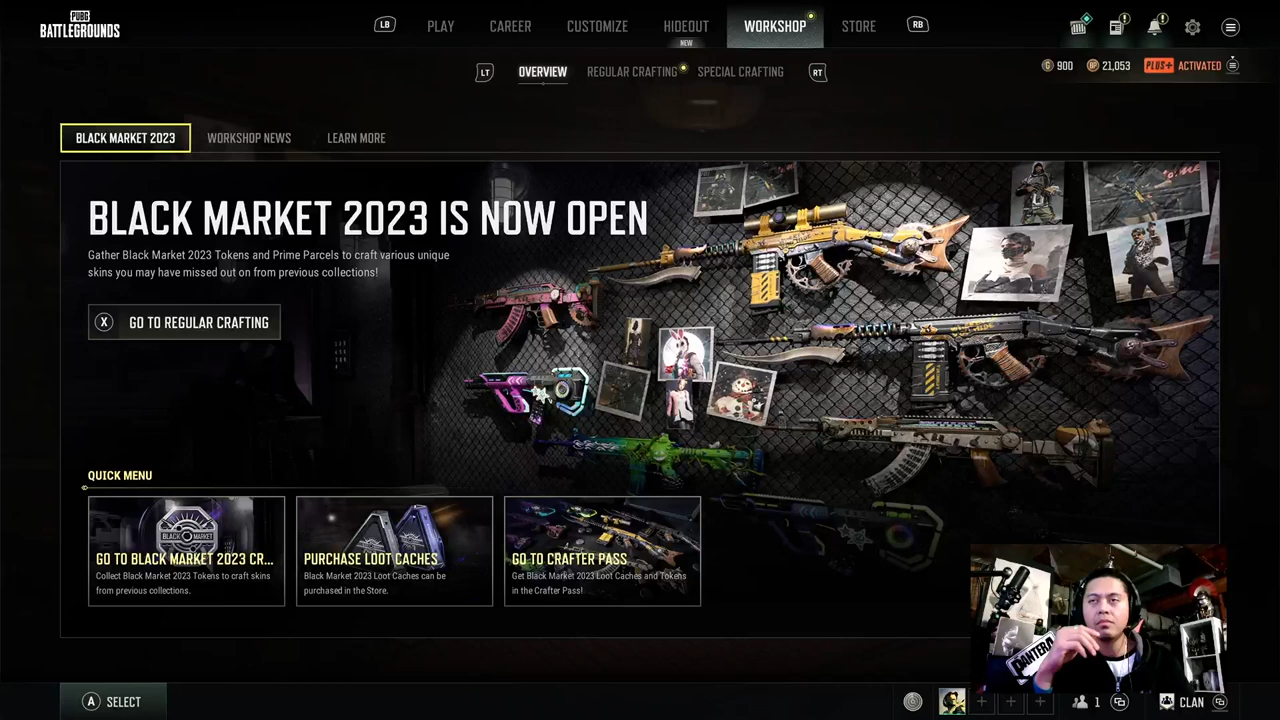 PUBG
BATTLEGROUNDS
LB
PLAY
CAREER
CUSTOMIZE
HIDEOUT
NEW
WORKSHOP
STORE
RB
LT
OVERVIEW
REGULAR CRAFTING
SPECIAL CRAFTING
RT
G 900
BP 21,053
PLUS+ ACTIVATED
BLACK MARKET 2023
WORKSHOP NEWS
LEARN MORE
BLACK MARKET 2023 IS NOW OPEN
Gather Black Market 2023 Tokens and Prime Parcels to craft various unique
skins you may have missed out on from previous collections!
X GO TO REGULAR CRAFTING
QUICK MENU
BLACK MARKET
GO TO BLACK MARKET 2023 CR...
Collect Black Market 2023 Tokens to craft skins
from previous collections.
PURCHASE LOOT CACHES
Black Market 2023 Loot Caches can be
purchased in the Store.
GO TO CRAFTER PASS
Get Black Market 2023 Loot Caches and Tokens
in the Crafter Pass!
PANTERA
A SELECT
1
CLAN